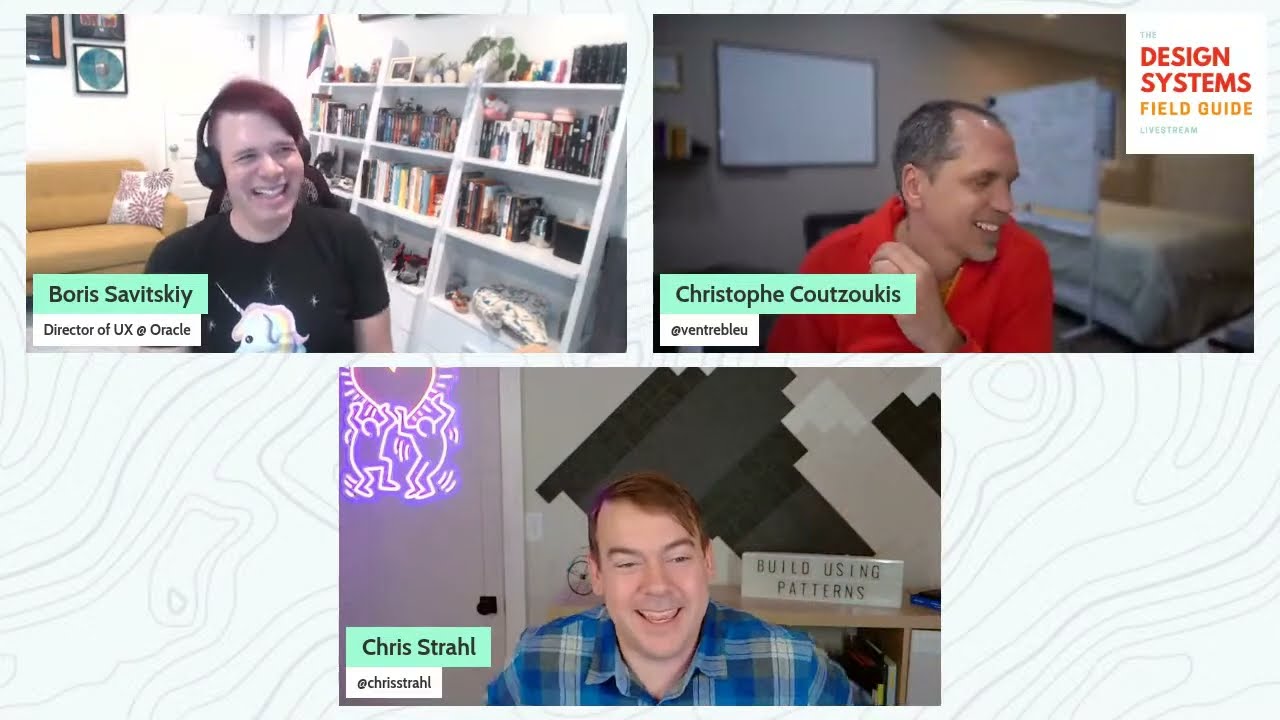 Boris Savitskiy
Director of UX @ Oracle
THE
DESIGN
SYSTEMS
FIELD GUIDE
LIVESTREAM
Christophe Coutzoukis
@ventrebleu
BUILD USING
PATTERNS
Chris Strahl
@chrisstrahl